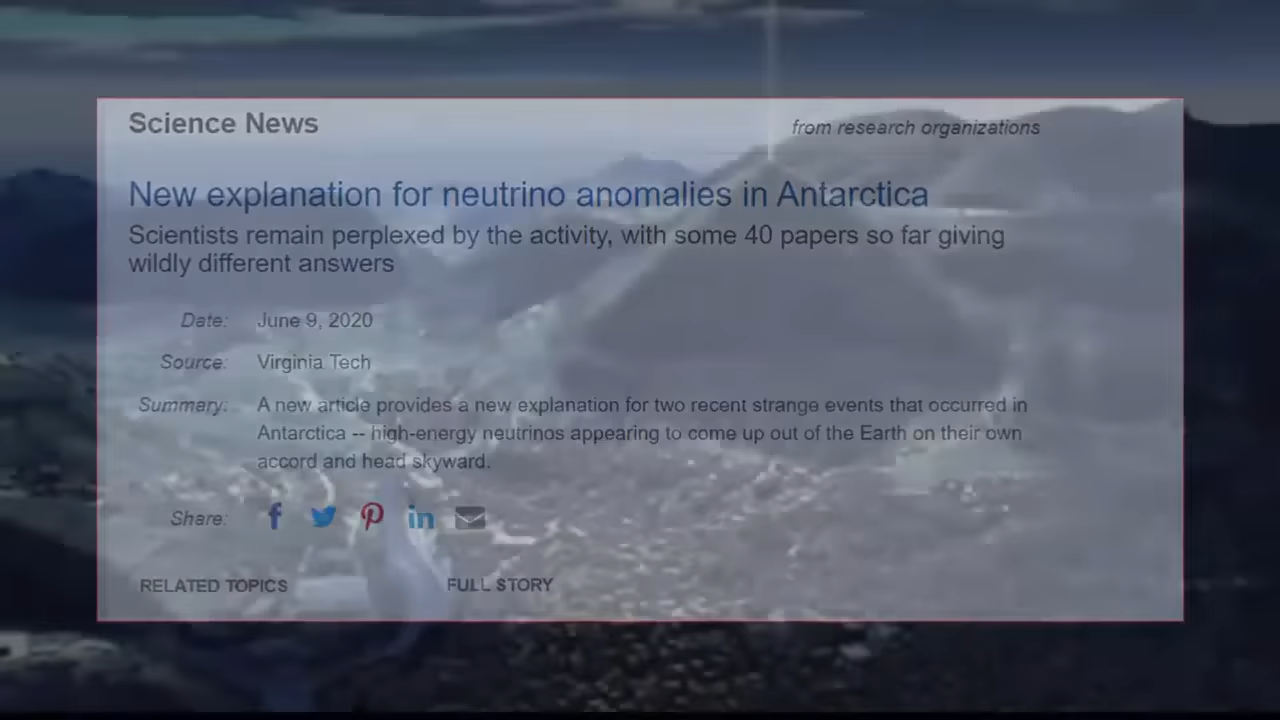 Science News
from research organizations
New explanation for neutrino anomalies in Antarctica
Scientists remain perplexed by the activity, with some 40 papers so far giving
wildly different answers
Date: June 9, 2020
Source: Virginia Tech
Summary: A new article provides a new explanation for two recent strange events that occurred in
Antarctica -- high-energy neutrinos appearing to come up out of the Earth on their own
accord and head skyward.
Share: f in
RELATED TOPICS
FULL STORY